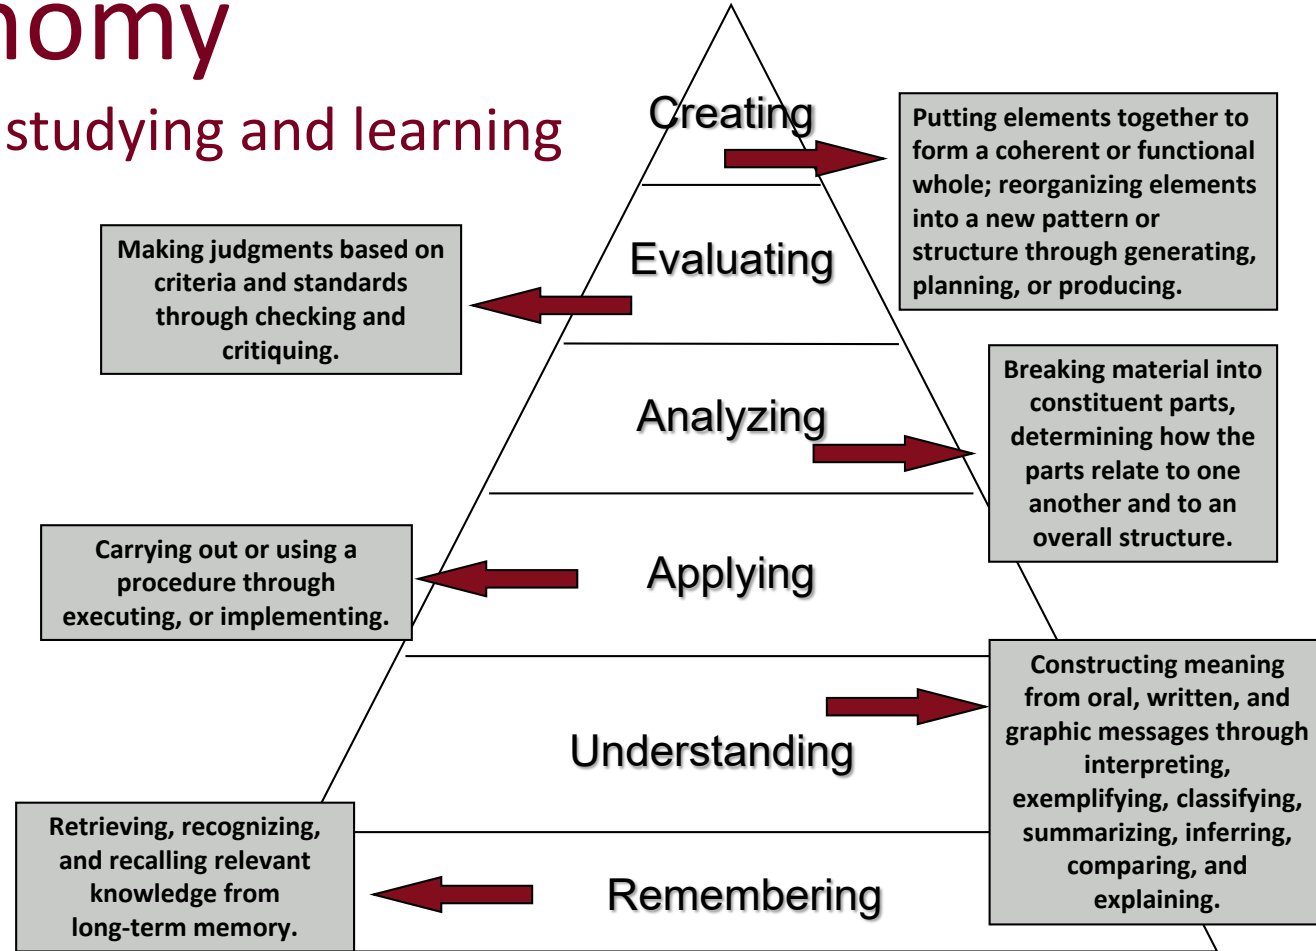 nomy
studying and learning
Creating
Putting elements together to
form a coherent or functional
whole; reorganizing elements
into a new pattern or
structure through generating,
planning, or producing.
Evaluating
Making judgments based on
criteria and standards
through checking and
critiquing.
Analyzing
Breaking material into
constituent parts,
determining how the
parts relate to one
another and to an
overall structure.
Applying
Carrying out or using a
procedure through
executing, or implementing.
Understanding
Constructing meaning
from oral, written, and
graphic messages through
interpreting,
exemplifying, classifying,
summarizing, inferring,
comparing, and
explaining.
Remembering
Retrieving, recognizing,
and recalling relevant
knowledge from
long-term memory.